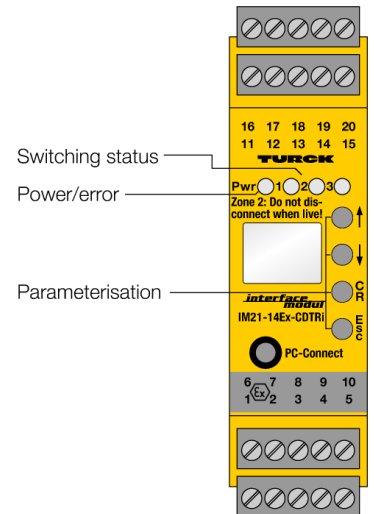 16 17 18 19 20
11 12 13 14 15
TURCK
Switching status
Power/error
Pwr 1 2 3
Zone 2: Do not dis-
connect when live!
Parameterisation
C
R
interface
modul
IM21-14Ex-CDTRi
E
s
c
PC-Connect
6 7 8 9 10
1 Ex 2 3 4 5